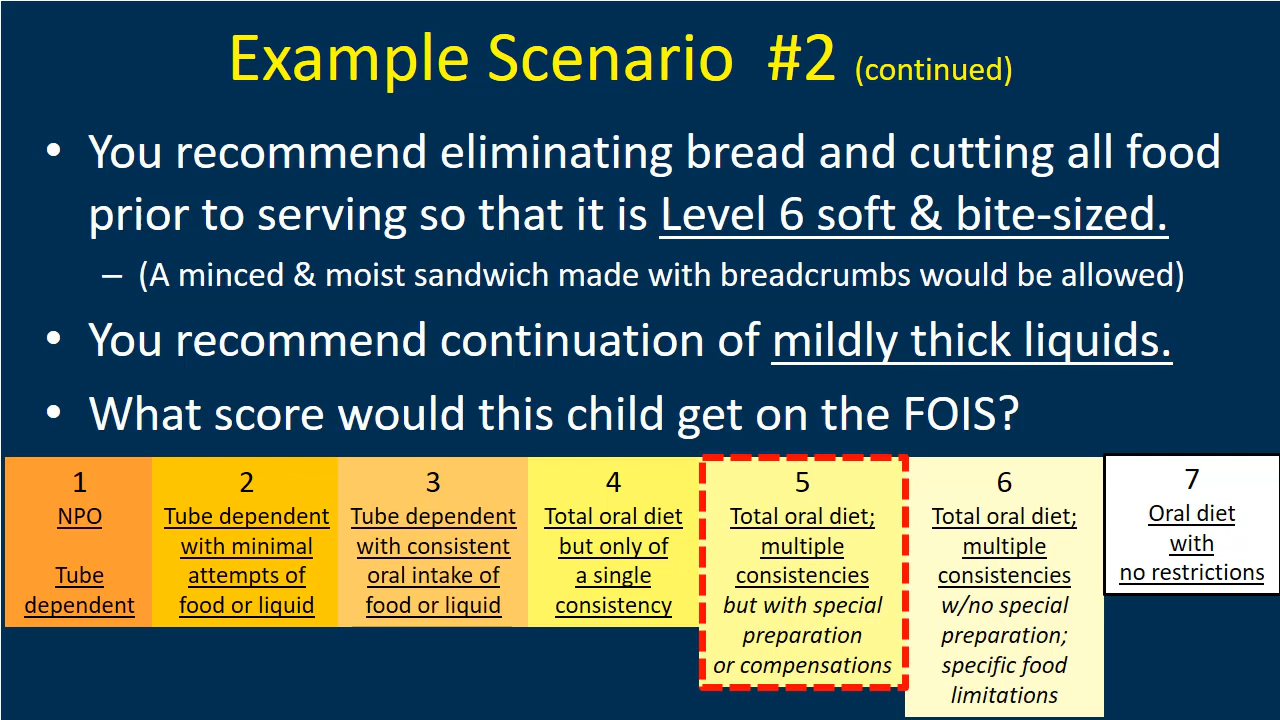 Example Scenario #2 (continued)
• You recommend eliminating bread and cutting all food
prior to serving so that it is Level 6 soft & bite-sized.
– (A minced & moist sandwich made with breadcrumbs would be allowed)
• You recommend continuation of mildly thick liquids.
• What score would this child get on the FOIS?
1
NPO
Tube
dependent
2
Tube dependent
with minimal
attempts of
food or liquid
3
Tube dependent
with consistent
oral intake of
food or liquid
4
Total oral diet
but only of
a single
consistency
5
Total oral diet;
multiple
consistencies
but with special
preparation
or compensations
6
Total oral diet;
multiple
consistencies
w/no special
preparation;
specific food
limitations
7
Oral diet
with
no restrictions